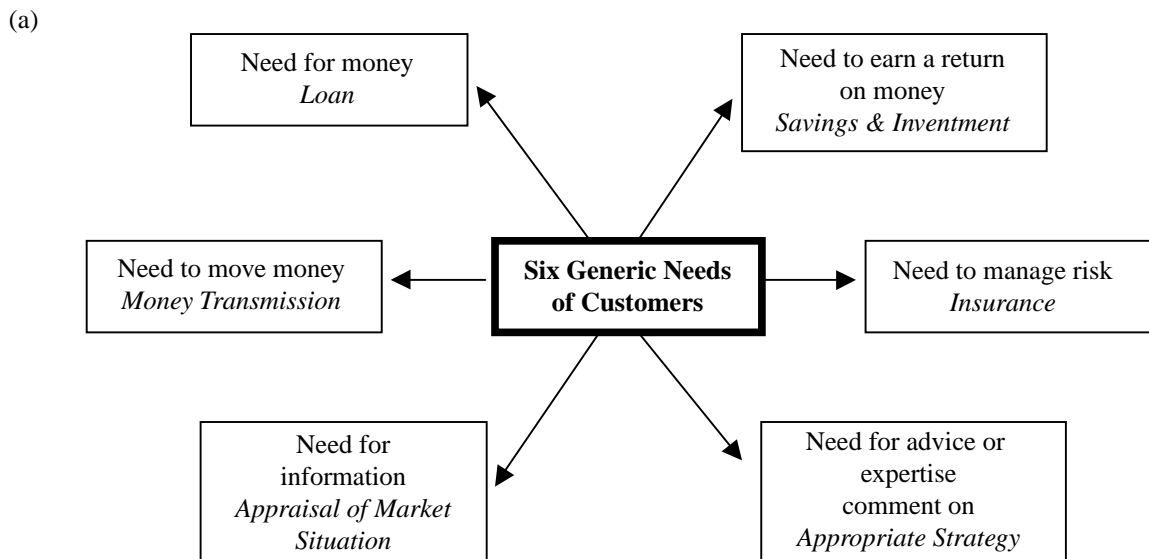 (a)
Need for money
Loan
Need to earn a return
on money
Savings & Inventment
Need to move money
Money Transmission
Six Generic Needs
of Customers
Need to manage risk
Insurance
Need for
information
Appraisal of Market
Situation
Need for advice or
expertise
comment on
Appropriate Strategy